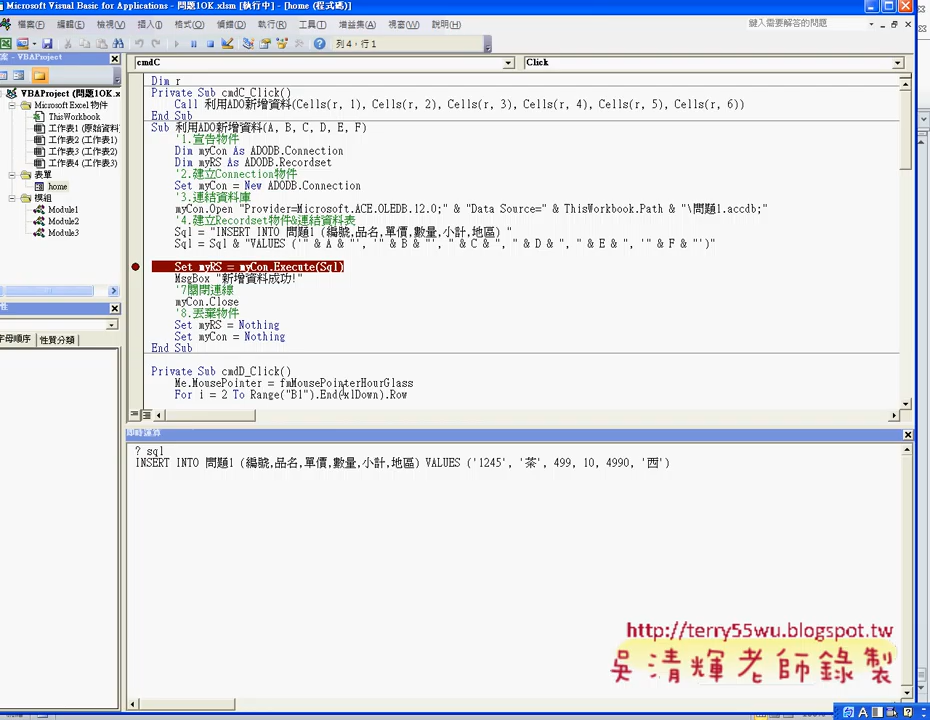 Microsoft Visual Basic for Applications - 問題1OK.xlsm [執行中] - [home (程式碼)]
檔案(F) 編輯(E) 檢視(V) 插入(I) 格式(O) 偵錯(D) 執行(R) 工具(T) 增益集(A) 視窗(W) 說明(H)
鍵入需要解答的問題
列 4，行 1
VBAProject
cmdC
Click
VBAProject (問題1OK.x
Microsoft Excel 物件
ThisWorkbook
工作表1 (原始資料
工作表2 (工作表1)
工作表3 (工作表2)
工作表4 (工作表3)
表單
home
模組
Module1
Module2
Module3
字母順序 性質分類
Dim r
Private Sub cmdC_Click()
Call 利用ADO新增資料(Cells(r, 1), Cells(r, 2), Cells(r, 3), Cells(r, 4), Cells(r, 5), Cells(r, 6))
End Sub
Sub 利用ADO新增資料(A, B, C, D, E, F)
'1.宣告物件
Dim myCon As ADODB.Connection
Dim myRS As ADODB.Recordset
'2.建立Connection物件
Set myCon = New ADODB.Connection
'3.連結資料庫
myCon.Open "Provider=Microsoft.ACE.OLEDB.12.0;" & "Data Source=" & ThisWorkbook.Path & "\問題1.accdb;"
'4.建立Recordset物件&連結資料表
Sql = "INSERT INTO 問題1 (編號,品名,單價,數量,小計,地區) "
Sql = Sql & "VALUES ('" & A & "', '" & B & "', " & C & ", " & D & ", " & E & ", '" & F & "')"
Set myRS = myCon.Execute(Sql)
MsgBox "新增資料成功!"
'7關閉連線
myCon.Close
'8.丟棄物件
Set myRS = Nothing
Set myCon = Nothing
End Sub
Private Sub cmdD_Click()
Me.MousePointer = fmMousePointerHourGlass
For i = 2 To Range("B1").End(xlDown).Row
即時運算
? sql
INSERT INTO 問題1 (編號,品名,單價,數量,小計,地區) VALUES ('1245', '茶', 499, 10, 4990, '西')
http://terry55wu.blogspot.tw
吳清輝老師錄製